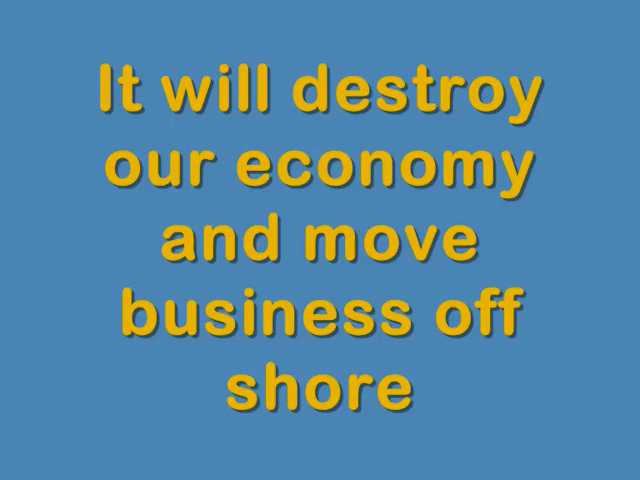 It will destroy
our economy
and move
business off
shore